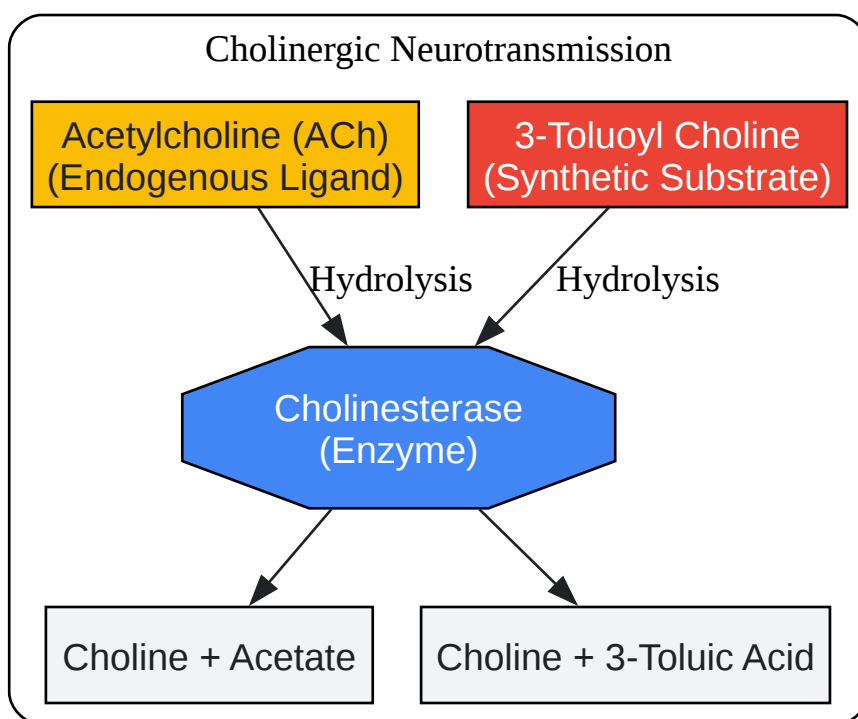 Cholinergic Neurotransmission
Acetylcholine (ACh)
(Endogenous Ligand)
3-Toluoyl Choline
(Synthetic Substrate)
Hydrolysis
Hydrolysis
Cholinesterase
(Enzyme)
Choline + Acetate
Choline + 3-Toluic Acid